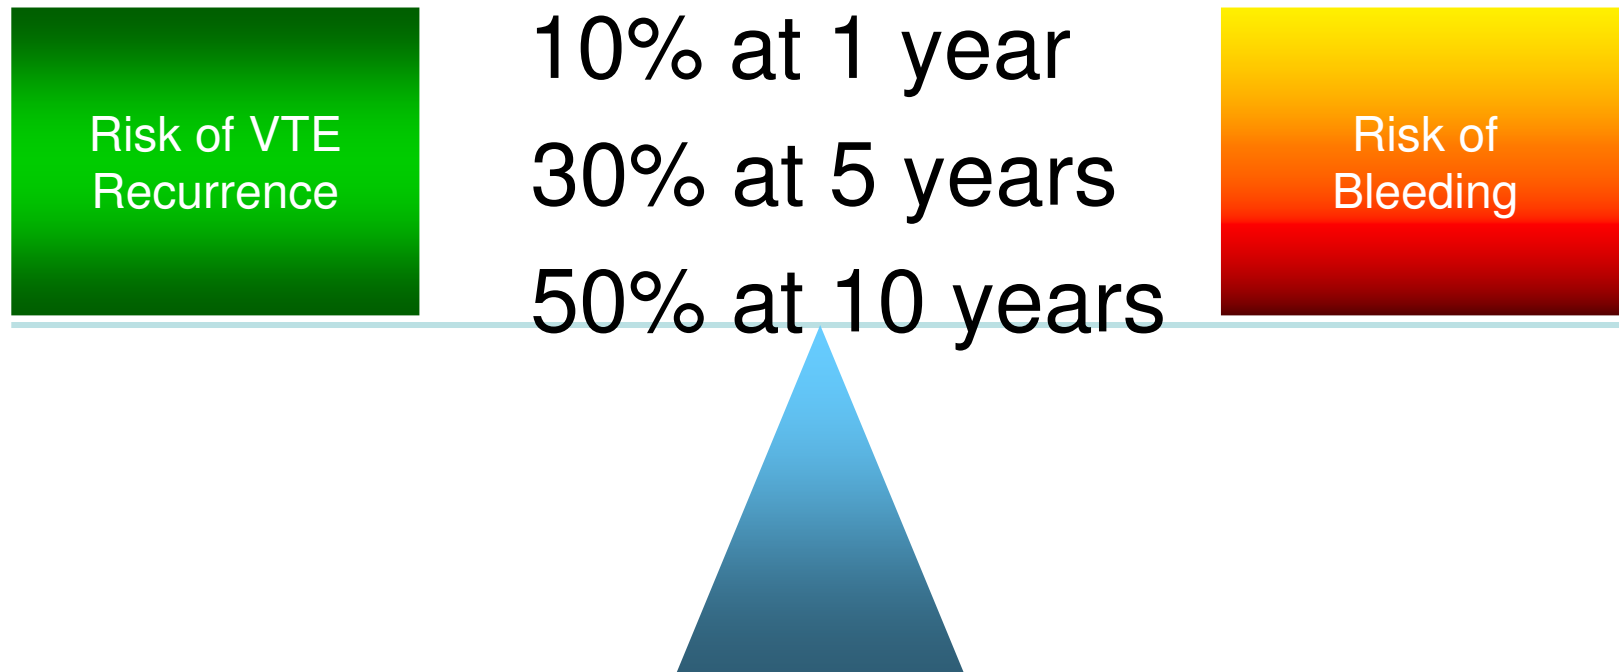 Risk of VTE
Recurrence
10% at 1 year
30% at 5 years
50% at 10 years
Risk of
Bleeding